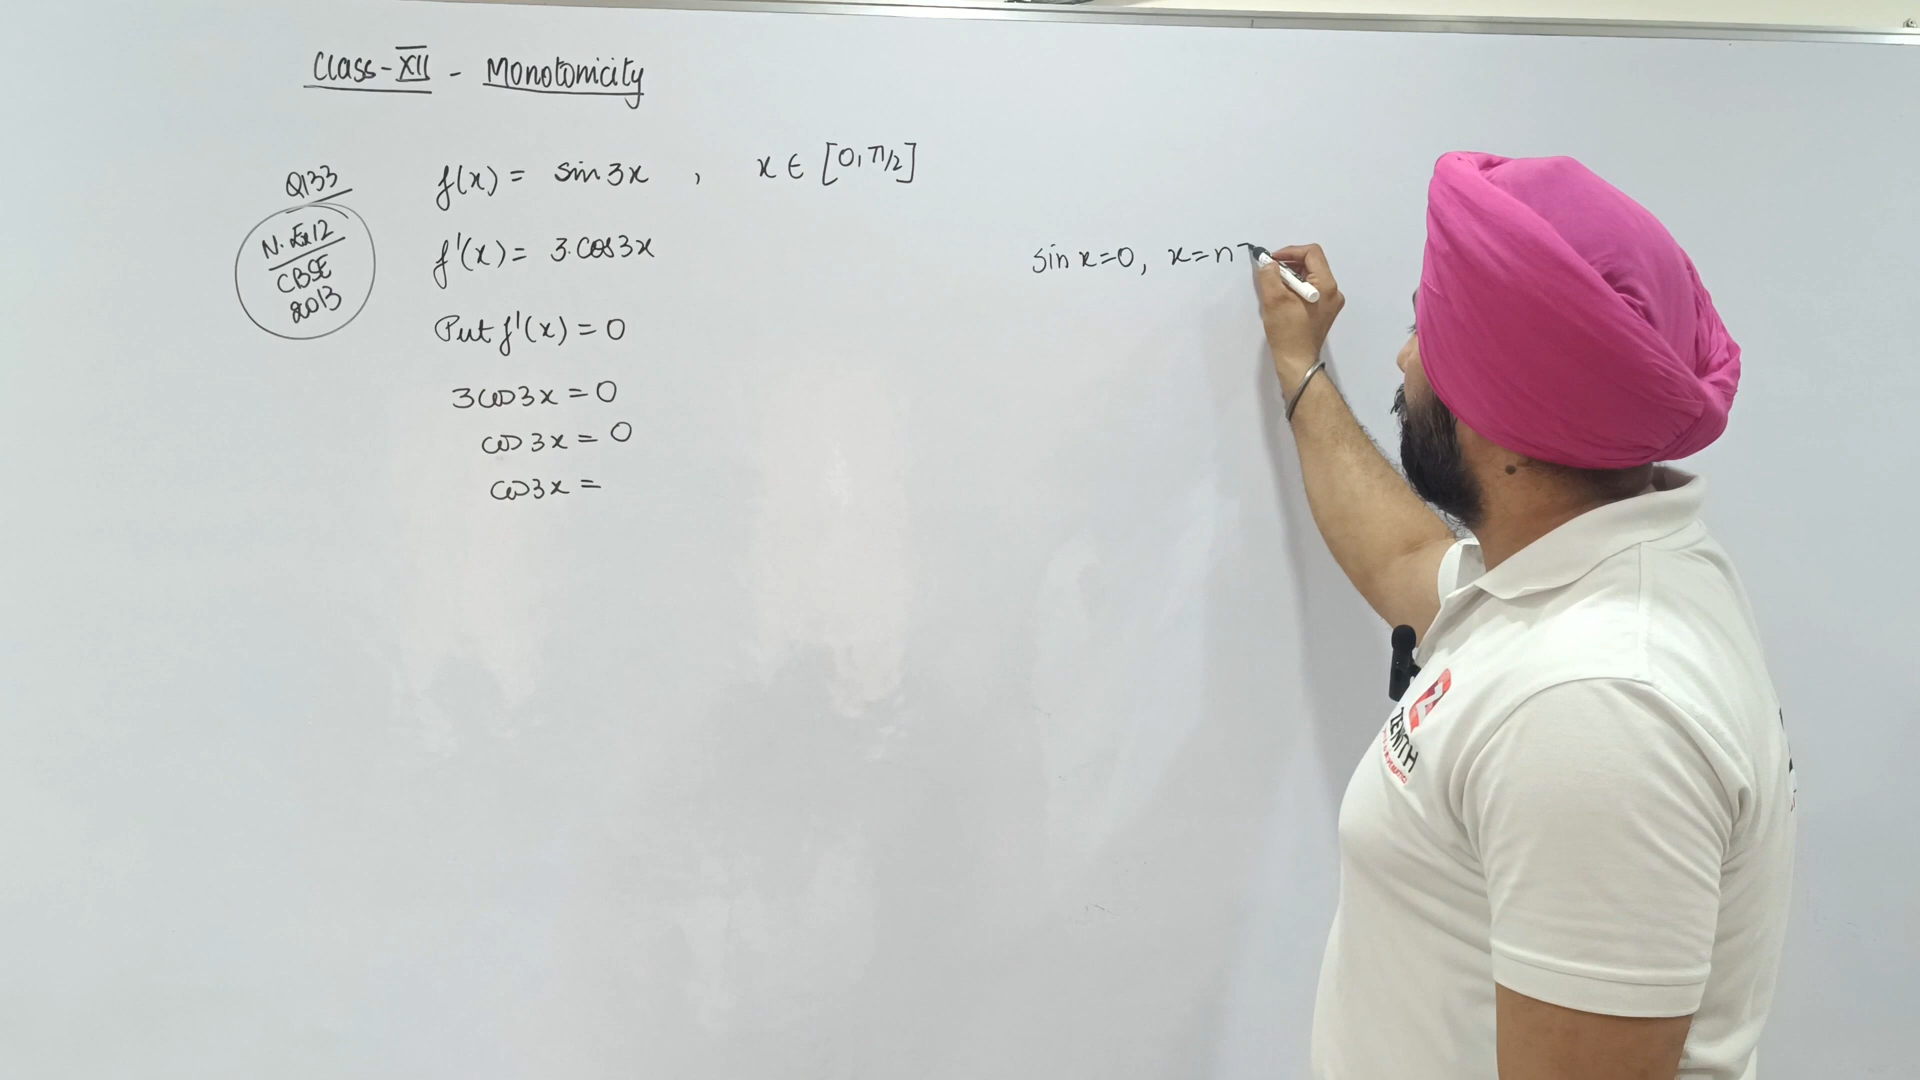 Class-XII - Monotonicity
Q133
N.Ex12
CBSE
2013
f(x) = sin 3x , x ∈ [0, π/2]
f'(x) = 3.cos3x
Put f'(x) = 0
3cos3x = 0
cos 3x = 0
cos3x =
sin x=0, x=n
ZENITH